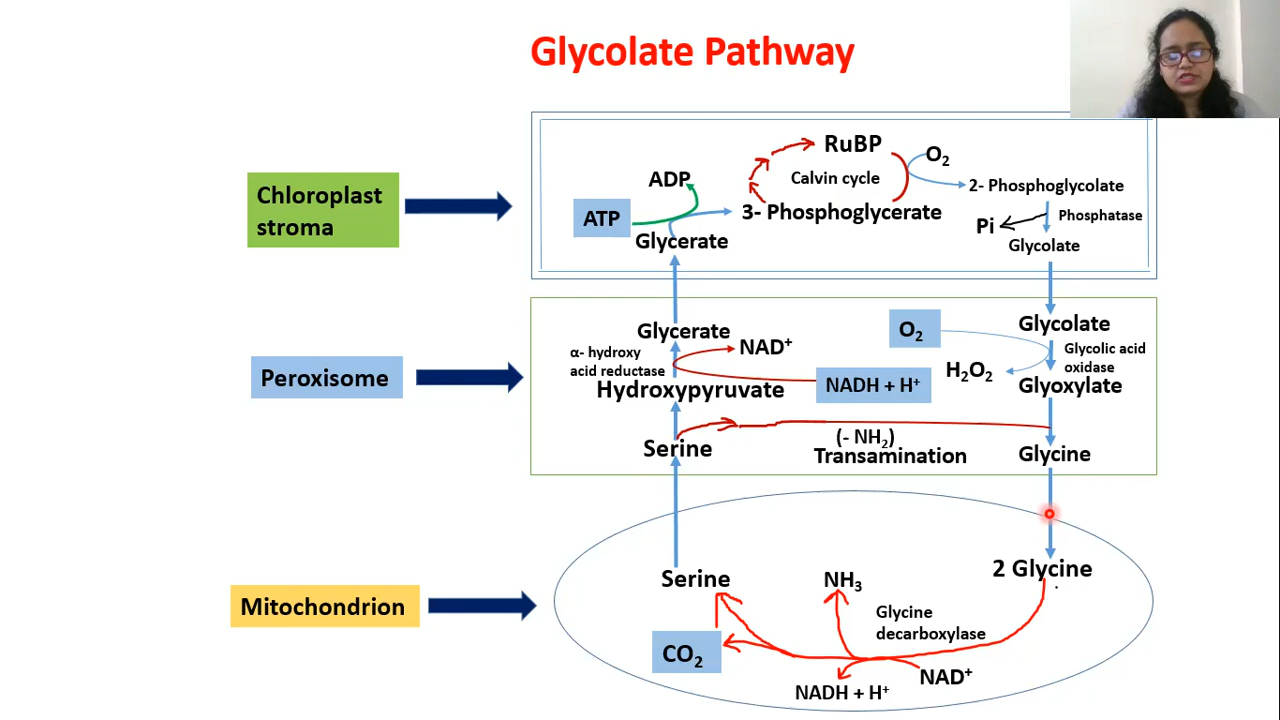 Glycolate Pathway
Chloroplast
stroma
RuBP
O2
Calvin cycle
ADP
2- Phosphoglycolate
ATP
3- Phosphoglycerate
Pi
Phosphatase
Glycerate
Glycolate
Peroxisome
Glycerate
NAD+
α- hydroxy
acid reductase
Hydroxypyruvate
NADH + H+
O2
Glycolate
Glycolic acid
oxidase
H2O2
Glyoxylate
Serine
(- NH2)
Transamination
Glycine
Mitochondrion
Serine
NH3
2 Glycine
Glycine
decarboxylase
CO2
NADH + H+
NAD+